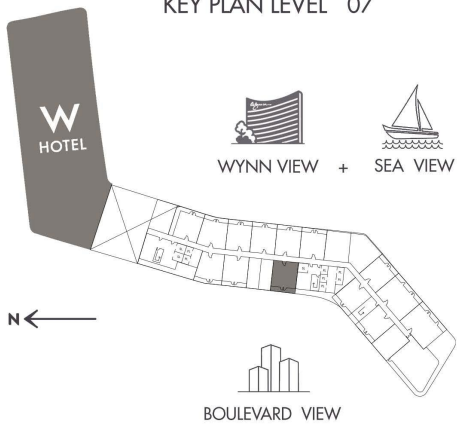 KEY PLAN LEVEL 07
W
HOTEL
WYNN VIEW + SEA VIEW
N
BOULEVARD VIEW